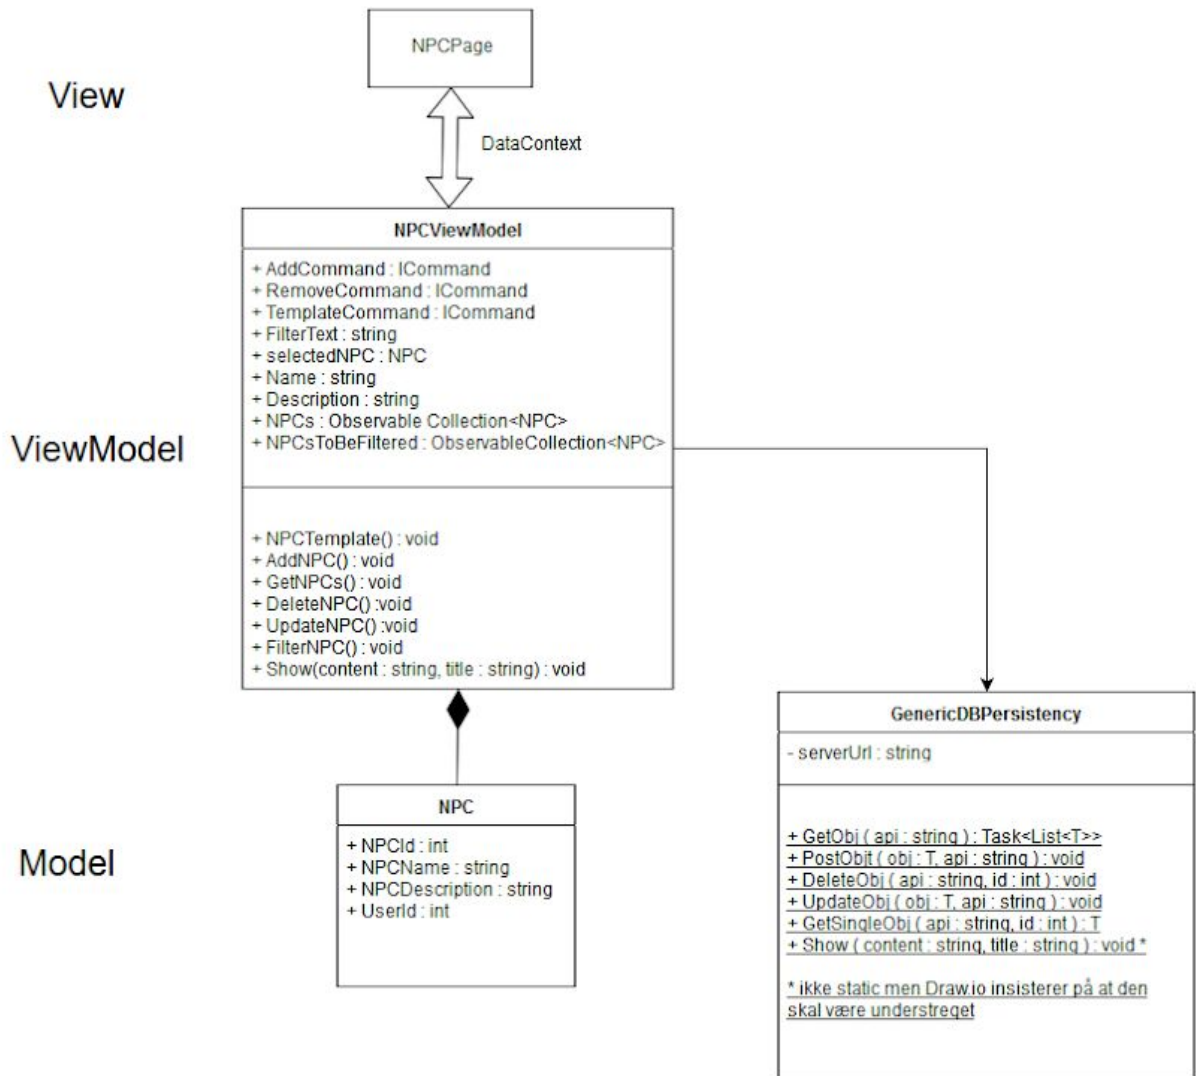 NPCPage
View
DataContext
NPCViewModel
+ AddCommand : ICommand
+ RemoveCommand : ICommand
+ TemplateCommand : ICommand
+ FilterText : string
+ selectedNPC : NPC
+ Name : string
+ Description : string
+ NPCs : Observable Collection<NPC>
+ NPCsToBeFiltered : ObservableCollection<NPC>
ViewModel
+ NPCTemplate() : void
+ AddNPC() : void
+ GetNPCs() : void
+ DeleteNPC() :void
+ UpdateNPC() :void
+ FilterNPC() : void
+ Show(content : string, title : string) : void
GenericDBPersistency
- serverUrl : string
+ GetObj ( api : string ) : Task<List<T>>
+ PostObjt ( obj : T, api : string ) : void
+ DeleteObj ( api : string, id : int ) : void
+ UpdateObj ( obj : T, api : string ) : void
+ GetSingleObj ( api : string, id : int ) : T
+ Show ( content : string, title : string ) : void *
* ikke static men Draw.io insisterer på at den
skal være understreget
NPC
+ NPCId : int
+ NPCName : string
+ NPCDescription : string
+ UserId : int
Model